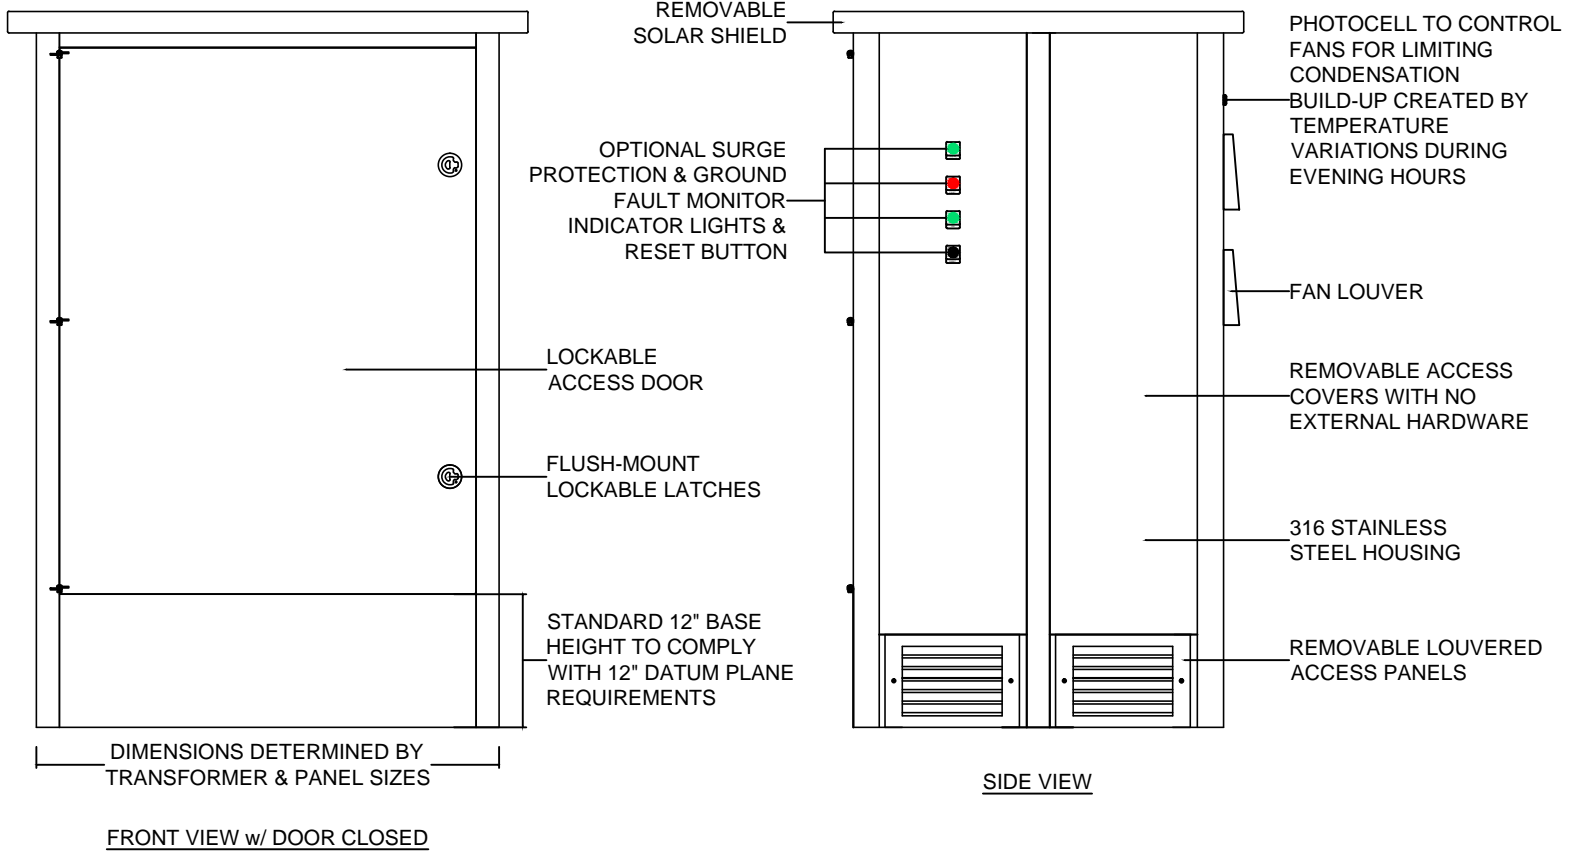 REMOVABLE
SOLAR SHIELD
PHOTOCELL TO CONTROL
FANS FOR LIMITING
CONDENSATION
BUILD-UP CREATED BY
TEMPERATURE
VARIATIONS DURING
EVENING HOURS
OPTIONAL SURGE
PROTECTION & GROUND
FAULT MONITOR
INDICATOR LIGHTS &
RESET BUTTON
FAN LOUVER
LOCKABLE
ACCESS DOOR
REMOVABLE ACCESS
COVERS WITH NO
EXTERNAL HARDWARE
FLUSH-MOUNT
LOCKABLE LATCHES
316 STAINLESS
STEEL HOUSING
STANDARD 12" BASE
HEIGHT TO COMPLY
WITH 12" DATUM PLANE
REQUIREMENTS
REMOVABLE LOUVERED
ACCESS PANELS
DIMENSIONS DETERMINED BY
TRANSFORMER & PANEL SIZES
SIDE VIEW
FRONT VIEW w/ DOOR CLOSED